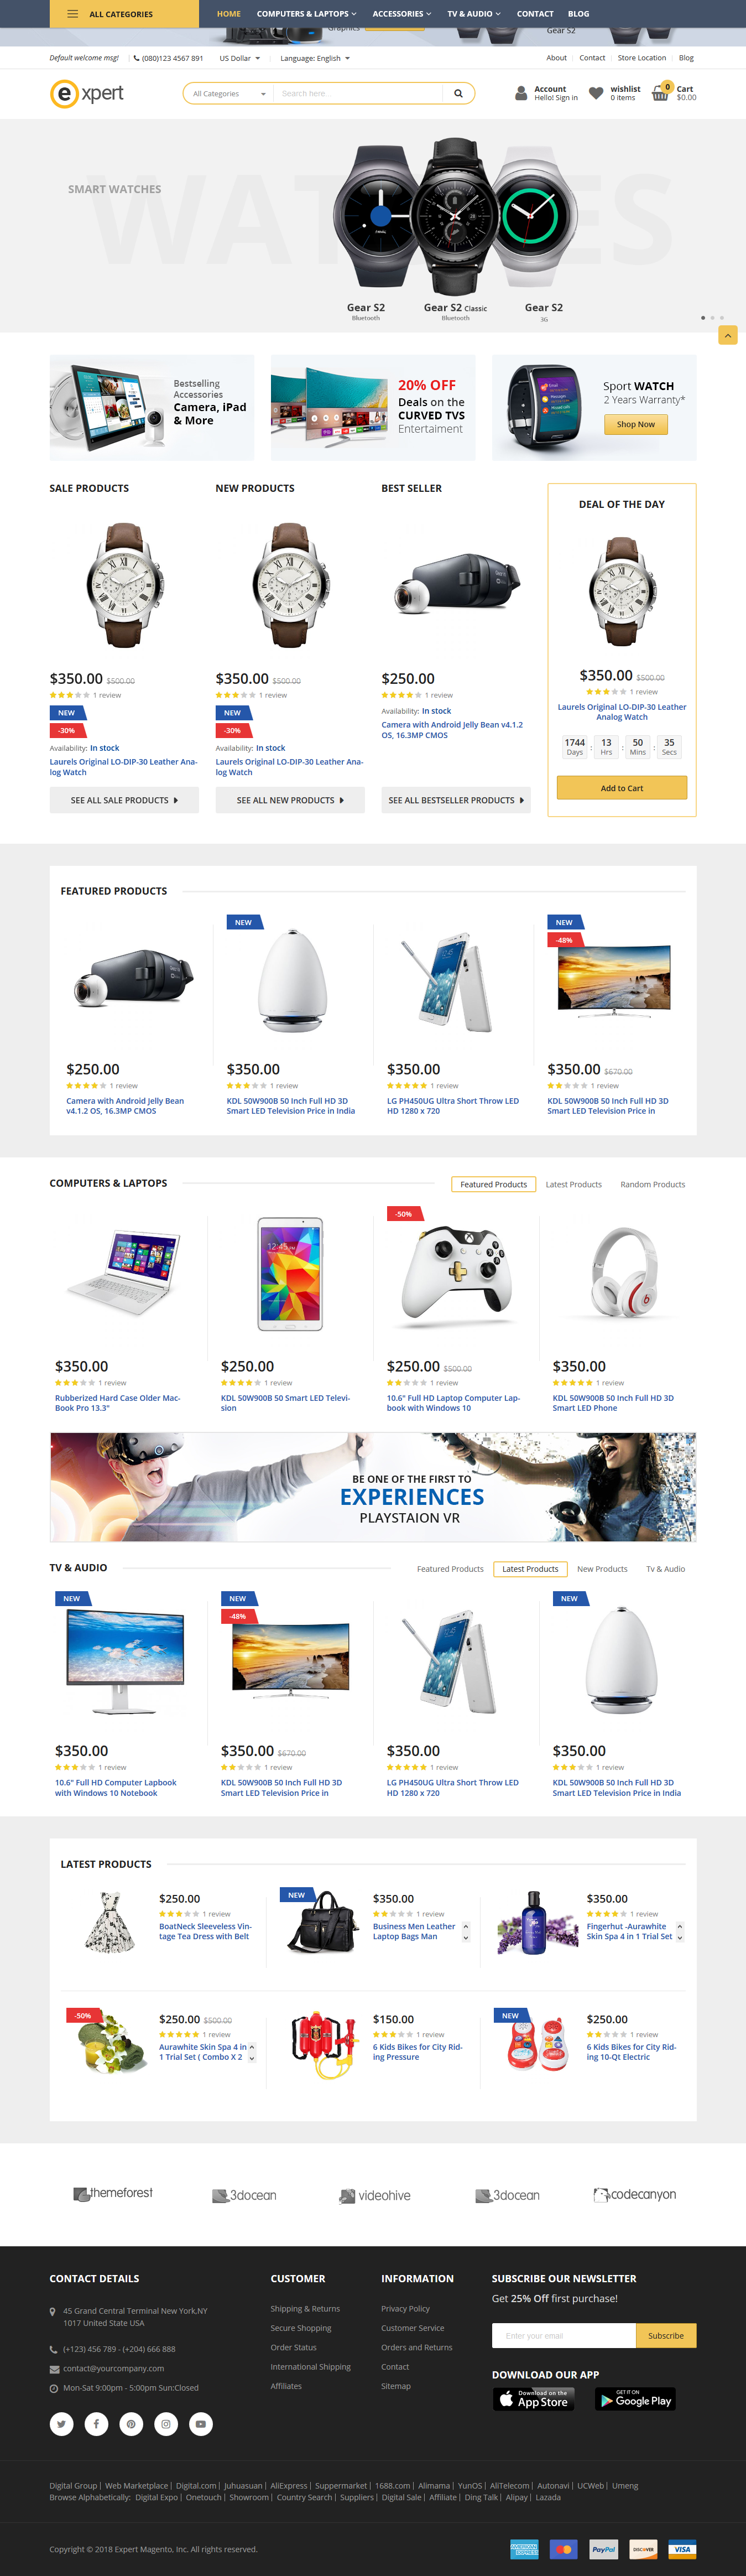 ALL CATEGORIES
HOME COMPUTERS & LAPTOPS ACCESSORIES TV & AUDIO CONTACT BLOG
Graphics
Gear S2
Default welcome msg! (080)123 4567 891 US Dollar Language: English
About Contact Store Location Blog
expert
All Categories Search here...
Account
Hello! Sign in
wishlist
0 items
0
Cart
$0.00
WATCHES
SMART WATCHES
Gear S2
Bluetooth
Gear S2 Classic
Bluetooth
Gear S2
3G
Bestselling
Accessories
Camera, iPad
& More
20% OFF
Deals on the
CURVED TVS
Entertaiment
Sport WATCH
2 Years Warranty*
Shop Now
SALE PRODUCTS
$350.00 $500.00
1 review
NEW
-30%
Availability: In stock
Laurels Original LO-DIP-30 Leather Ana-
log Watch
SEE ALL SALE PRODUCTS
NEW PRODUCTS
$350.00 $500.00
1 review
NEW
-30%
Availability: In stock
Laurels Original LO-DIP-30 Leather Ana-
log Watch
SEE ALL NEW PRODUCTS
BEST SELLER
$250.00
1 review
Availability: In stock
Camera with Android Jelly Bean v4.1.2
OS, 16.3MP CMOS
SEE ALL BESTSELLER PRODUCTS
DEAL OF THE DAY
$350.00 $500.00
1 review
Laurels Original LO-DIP-30 Leather
Analog Watch
1744 : 13 : 50 : 35
Days Hrs Mins Secs
Add to Cart
FEATURED PRODUCTS
$250.00
1 review
Camera with Android Jelly Bean
v4.1.2 OS, 16.3MP CMOS
NEW
$350.00
1 review
KDL 50W900B 50 Inch Full HD 3D
Smart LED Television Price in India
$350.00
1 review
LG PH450UG Ultra Short Throw LED
HD 1280 x 720
NEW
-48%
$350.00 $670.00
1 review
KDL 50W900B 50 Inch Full HD 3D
Smart LED Television Price in
COMPUTERS & LAPTOPS
Featured Products Latest Products Random Products
$350.00
1 review
Rubberized Hard Case Older Mac-
Book Pro 13.3"
12:45
$250.00
1 review
KDL 50W900B 50 Smart LED Televi-
sion
-50%
$250.00 $500.00
1 review
10.6" Full HD Laptop Computer Lap-
book with Windows 10
$350.00
1 review
KDL 50W900B 50 Inch Full HD 3D
Smart LED Phone
BE ONE OF THE FIRST TO
EXPERIENCES
PLAYSTAION VR
TV & AUDIO
Featured Products Latest Products New Products Tv & Audio
NEW
$350.00
1 review
10.6" Full HD Computer Lapbook
with Windows 10 Notebook
NEW
-48%
$350.00 $670.00
1 review
KDL 50W900B 50 Inch Full HD 3D
Smart LED Television Price in
$350.00
1 review
LG PH450UG Ultra Short Throw LED
HD 1280 x 720
NEW
$350.00
1 review
KDL 50W900B 50 Inch Full HD 3D
Smart LED Television Price in India
LATEST PRODUCTS
$250.00
1 review
BoatNeck Sleeveless Vin-
tage Tea Dress with Belt
NEW
$350.00
1 review
Business Men Leather
Laptop Bags Man
$350.00
1 review
Fingerhut -Aurawhite
Skin Spa 4 in 1 Trial Set
-50%
$250.00 $500.00
1 review
Aurawhite Skin Spa 4 in
1 Trial Set ( Combo X 2
$150.00
1 review
6 Kids Bikes for City Rid-
ing Pressure
NEW
$250.00
1 review
6 Kids Bikes for City Rid-
ing 10-Qt Electric
themeforest
3docean
videohive
3docean
codecanyon
CONTACT DETAILS
45 Grand Central Terminal New York,NY
1017 United State USA
(+123) 456 789 - (+204) 666 888
contact@yourcompany.com
Mon-Sat 9:00pm - 5:00pm Sun:Closed
CUSTOMER
Shipping & Returns
Secure Shopping
Order Status
International Shipping
Affiliates
INFORMATION
Privacy Policy
Customer Service
Orders and Returns
Contact
Sitemap
SUBSCRIBE OUR NEWSLETTER
Get 25% Off first purchase!
Enter your email
Subscribe
DOWNLOAD OUR APP
Download on the
App Store
GET IT ON
Google Play
Digital Group | Web Marketplace | Digital.com | Juhuasuan | AliExpress | Suppermarket | 1688.com | Alimama | YunOS | AliTelecom | Autonavi | UCWeb | Umeng
Browse Alphabetically: Digital Expo | Onetouch | Showroom | Country Search | Suppliers | Digital Sale | Affiliate | Ding Talk | Alipay | Lazada
Copyright © 2018 Expert Magento, Inc. All rights reserved.
AMERICAN EXPRESS
PayPal
DISCOVER
VISA